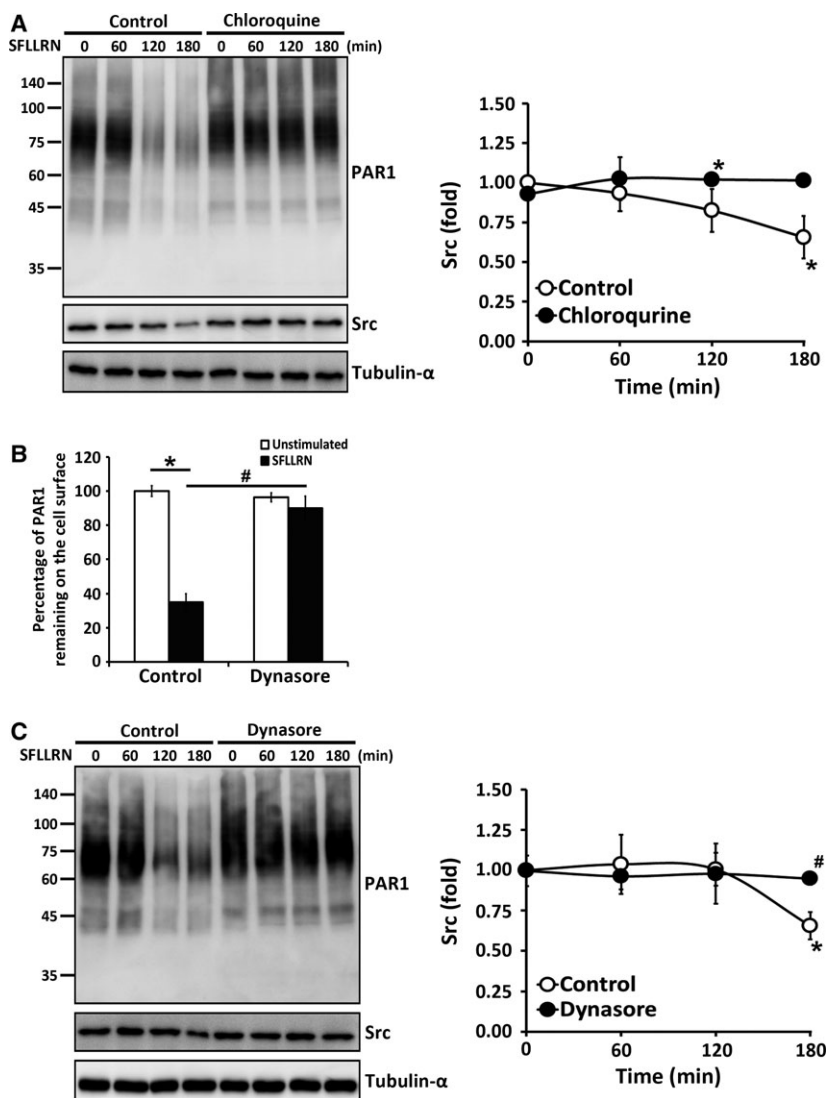 A
Control Chloroquine
SFLLRN 0 60 120 180 0 60 120 180 (min)
140
100
75
60
45
35
PAR1
Src
Tubulin-α
Src (fold)
1.50
1.25
1.00
0.75
0.50
0.25
0.00
*
*
Control
Chloroqurine
0 60 120 180
Time (min)
B
Percentage of PAR1
remaining on the cell surface
120
100
80
60
40
20
0
Unstimulated
SFLLRN
*
#
Control Dynasore
C
Control Dynasore
SFLLRN 0 60 120 180 0 60 120 180 (min)
140
100
75
60
45
35
PAR1
Src
Tubulin-α
Src (fold)
1.50
1.25
1.00
0.75
0.50
0.25
0.00
#
*
Control
Dynasore
0 60 120 180
Time (min)